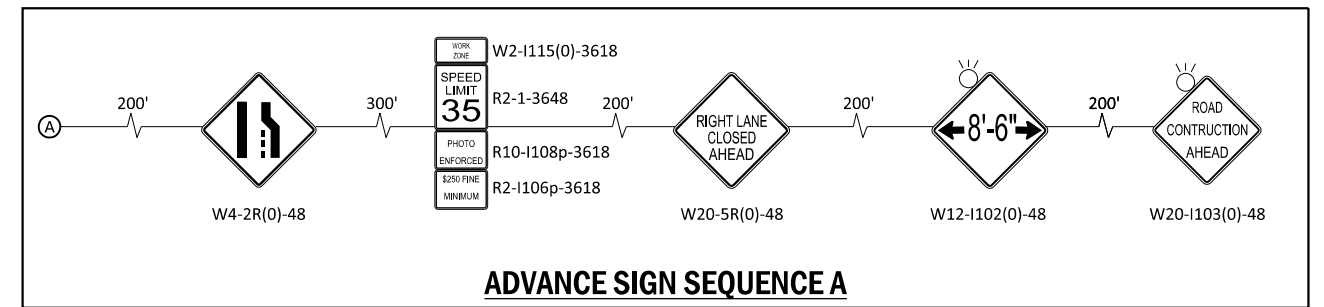 A
200'
W4-2R(0)-48
300'
WORK
ZONE
W2-I115(0)-3618
SPEED
LIMIT
35
R2-1-3648
PHOTO
ENFORCED
R10-I108p-3618
$250 FINE
MINIMUM
R2-I106p-3618
200'
RIGHT LANE
CLOSED
AHEAD
W20-5R(0)-48
200'
8'-6"
W12-I102(0)-48
200'
ROAD
CONTRUCTION
AHEAD
W20-I103(0)-48
ADVANCE SIGN SEQUENCE A